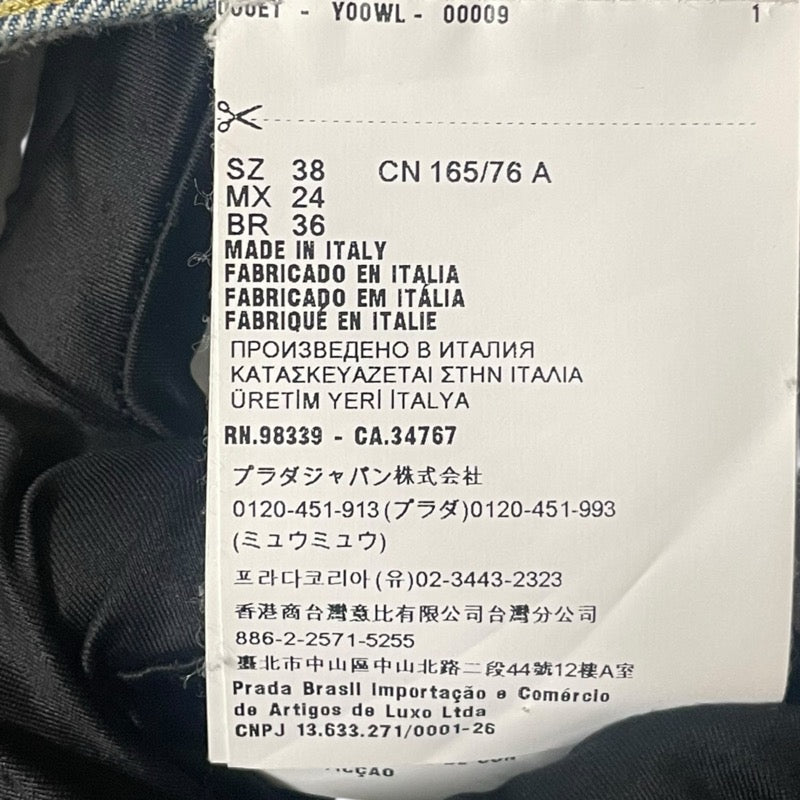 - Y00WL - 00009 1
SZ 38 CN 165/76 A
MX 24
BR 36
MADE IN ITALY
FABRICADO EN ITALIA
FABRICADO EM ITÁLIA
FABRIQUÉ EN ITALIE
ПРОИЗВЕДЕНО В ИТАЛИЯ
ΚΑΤΑΣΚΕΥΑΖΕΤΑΙ ΣΤΗΝ ΙΤΑΛΙΑ
ÜRETİM YERİ İTALYA
RN.98339 - CA.34767
プラダジャパン株式会社
0120-451-913(プラダ)0120-451-993
(ミュウミュウ)
프라다코리아(유)02-3443-2323
香港商台灣意比有限公司台灣分公司
886-2-2571-5255
臺北市中山區中山北路二段44號12樓A室
Prada Brasil Importação e Comércio
de Artigos de Luxo Ltda
CNPJ 13.633.271/0001-26